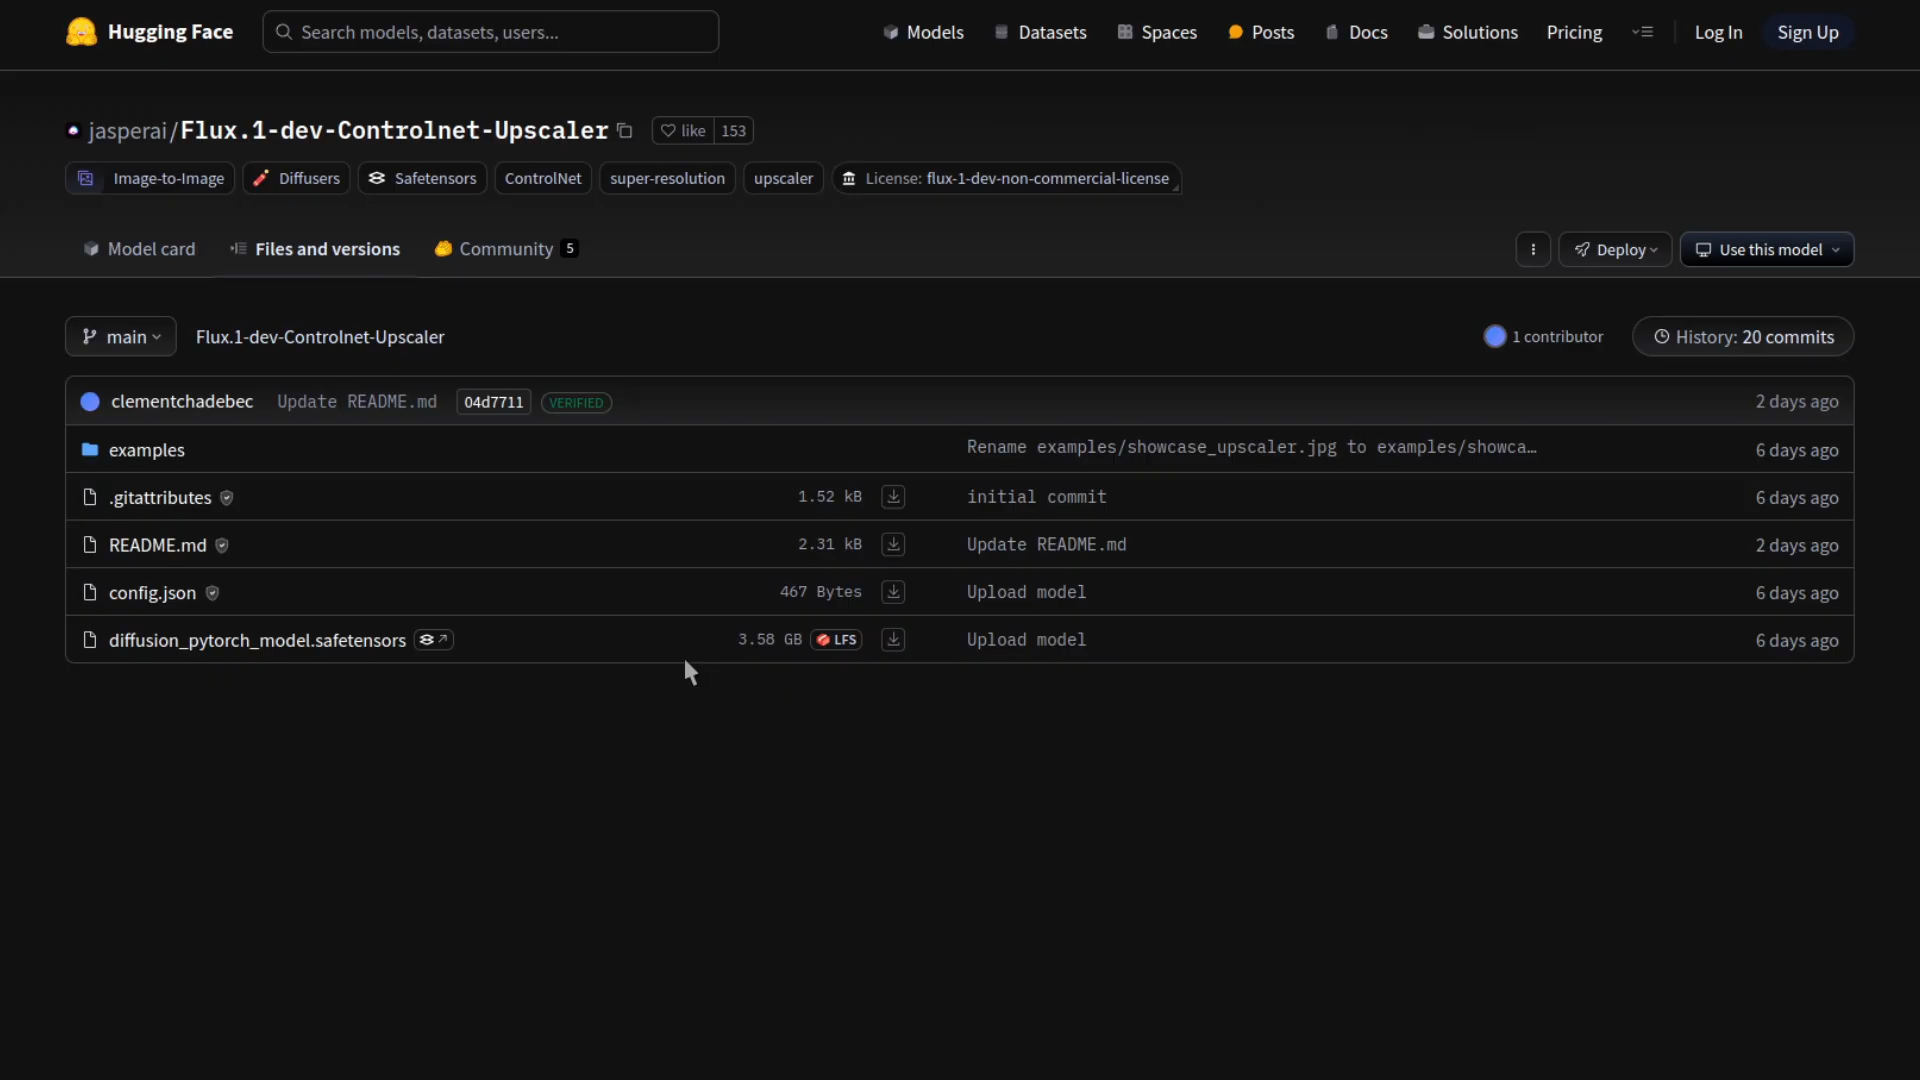 Hugging Face
Search models, datasets, users...
Models
Datasets
Spaces
Posts
Docs
Solutions
Pricing
Log In
Sign Up
jasperai/Flux.1-dev-Controlnet-Upscaler
like 153
Image-to-Image
Diffusers
Safetensors
ControlNet
super-resolution
upscaler
License: flux-1-dev-non-commercial-license
Model card
Files and versions
Community 5
Deploy
Use this model
main
Flux.1-dev-Controlnet-Upscaler
1 contributor
History: 20 commits
clementchadebec Update README.md 04d7711 VERIFIED 2 days ago
examples Rename examples/showcase_upscaler.jpg to examples/showca… 6 days ago
.gitattributes 1.52 kB initial commit 6 days ago
README.md 2.31 kB Update README.md 2 days ago
config.json 467 Bytes Upload model 6 days ago
diffusion_pytorch_model.safetensors 3.58 GB LFS Upload model 6 days ago